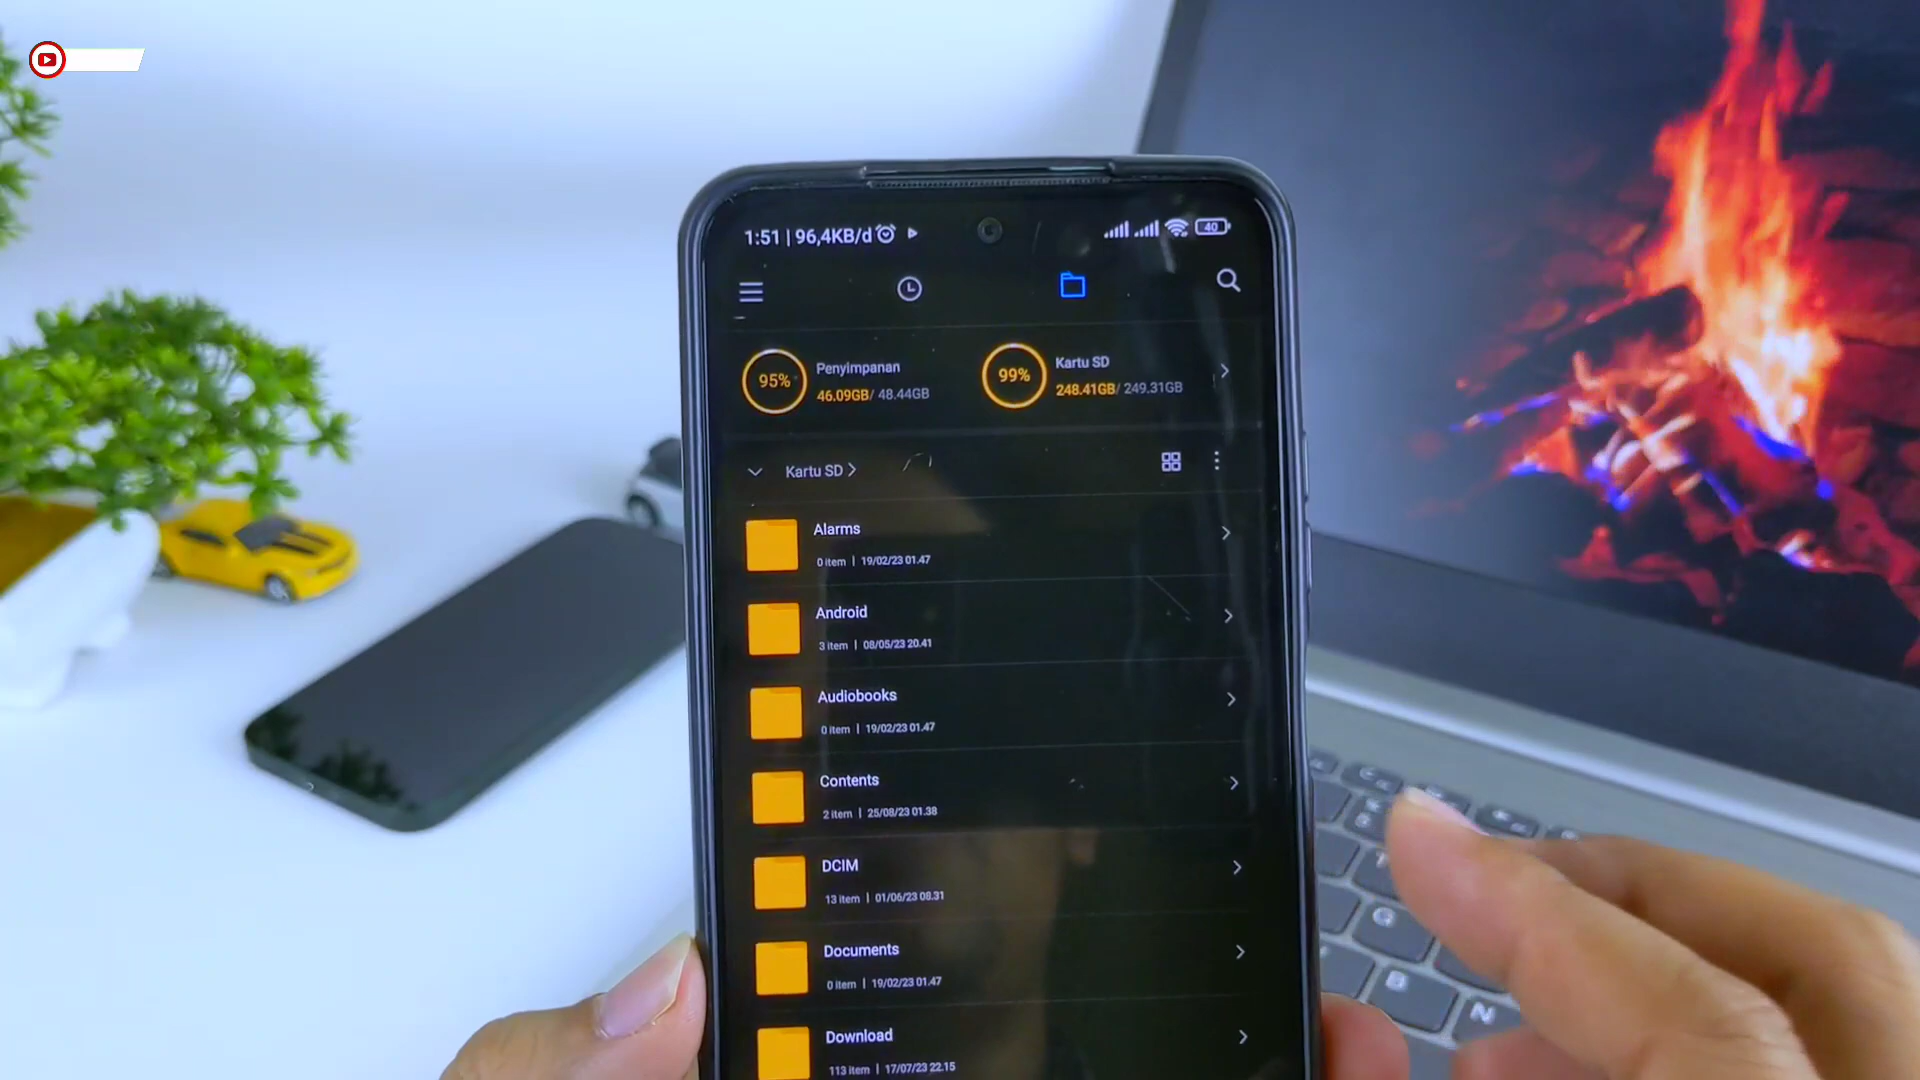 1:51 | 96,4KB/d
40
95%
Penyimpanan
46.09GB/ 48.44GB
99%
Kartu SD
248.41GB/ 249.31GB
Kartu SD
Alarms
0 item | 19/02/23 01.47
Android
3 item | 08/05/23 20.41
Audiobooks
0 item | 19/02/23 01.47
Contents
2 item | 25/08/23 01.38
DCIM
13 item | 01/06/23 08.31
Documents
0 item | 19/02/23 01.47
Download
113 item | 17/07/23 22.15
G
B
N